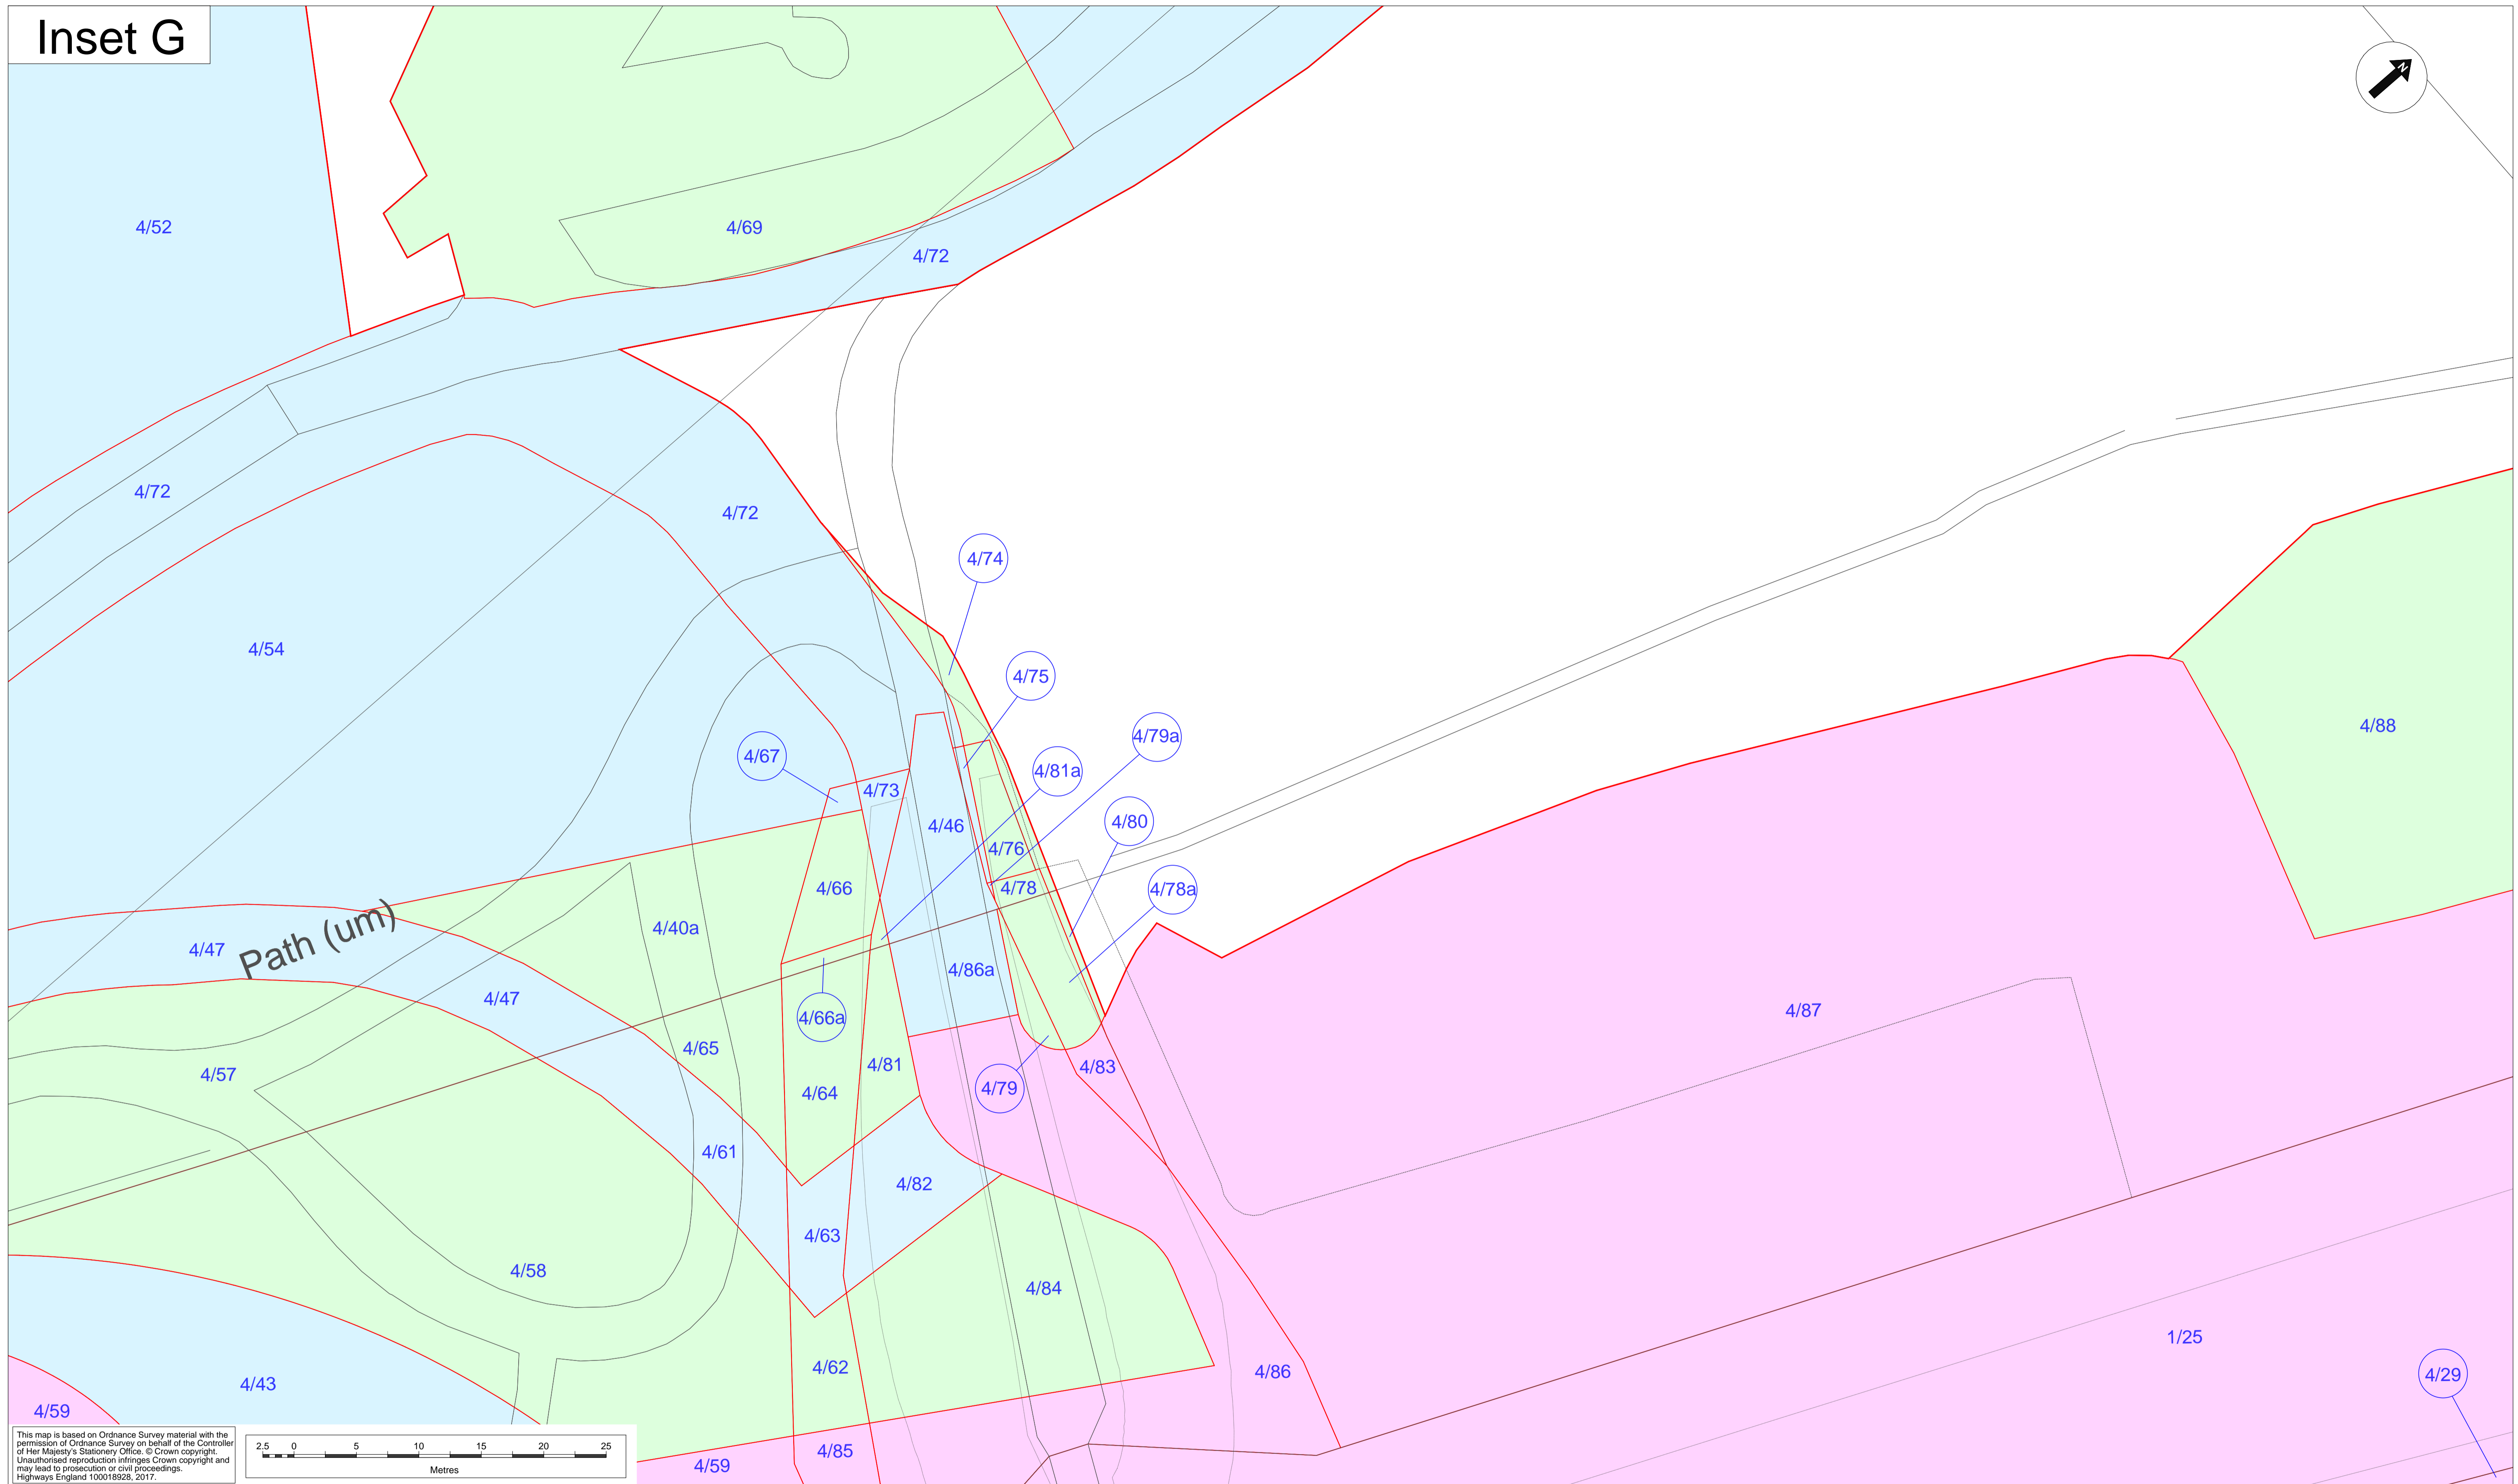 Inset G
N
4/52
4/69
4/72
4/72
4/72
4/74
4/54
4/75
4/88
4/79a
4/67
4/81a
4/73
4/80
4/46
4/76
4/66
4/78
4/78a
4/40a
Path (um)
4/47
4/86a
4/47
4/87
4/66a
4/65
4/57
4/81
4/83
4/79
4/64
4/61
4/82
4/63
4/58
4/84
1/25
4/62
4/86
4/29
4/43
4/59
4/85
4/59
This map is based on Ordnance Survey material with the
permission of Ordnance Survey on behalf of the Controller
of Her Majesty's Stationery Office. © Crown copyright.
Unauthorised reproduction infringes Crown copyright and
may lead to prosecution or civil proceedings.
Highways England 100018928, 2017.
2.5 0 5 10 15 20 25
Metres